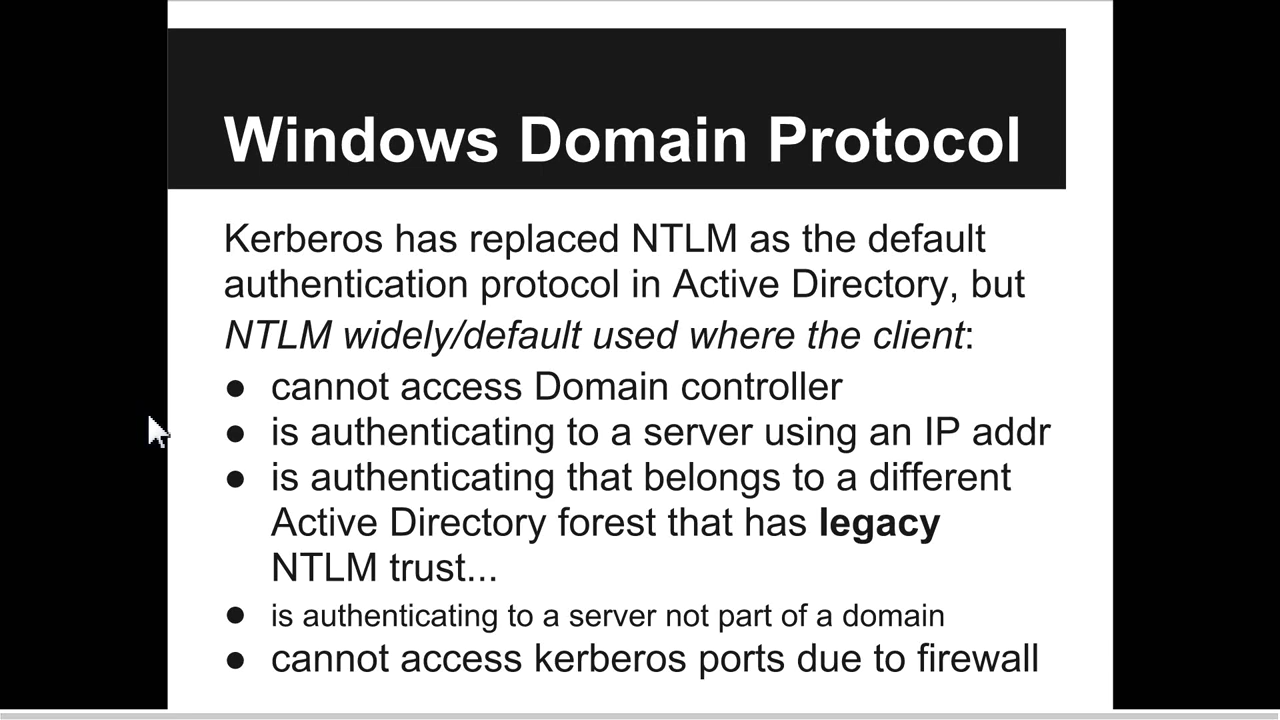 Windows Domain Protocol
Kerberos has replaced NTLM as the default
authentication protocol in Active Directory, but
NTLM widely/default used where the client:
● cannot access Domain controller
● is authenticating to a server using an IP addr
● is authenticating that belongs to a different
Active Directory forest that has legacy
NTLM trust...
● is authenticating to a server not part of a domain
● cannot access kerberos ports due to firewall